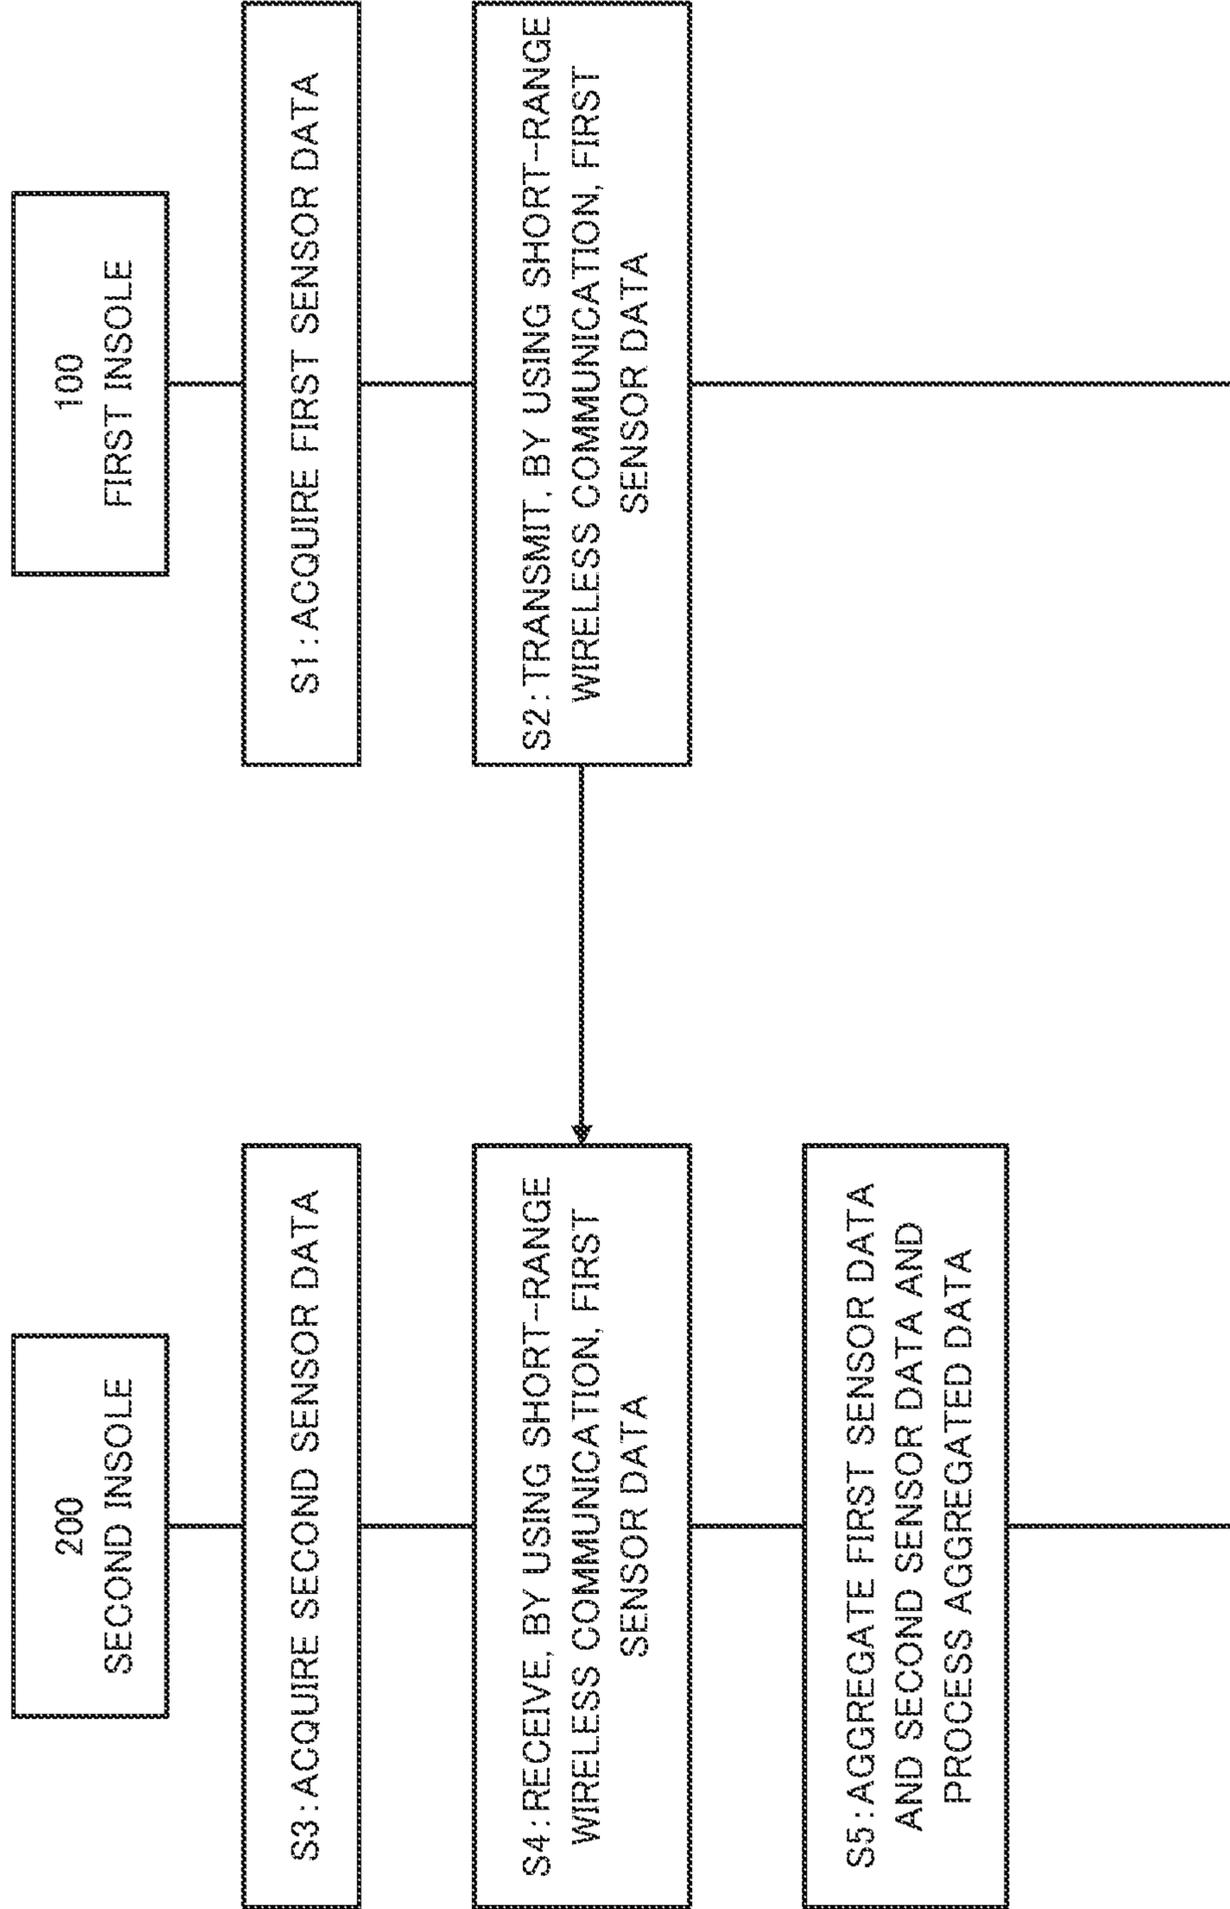 200
SECOND INSOLE
100
FIRST INSOLE
S3:ACQUIRE SECOND SENSOR DATA
S1:ACQUIRE FIRST SENSOR DATA
S4:RECEIVE, BY USING SHORT-RANGE
WIRELESS COMMUNICATION, FIRST
SENSOR DATA
S2:TRANSMIT, BY USING SHORT-RANGE
WIRELESS COMMUNICATION, FIRST
SENSOR DATA
S5:AGGREGATE FIRST SENSOR DATA
AND SECOND SENSOR DATA AND
PROCESS AGGREGATED DATA